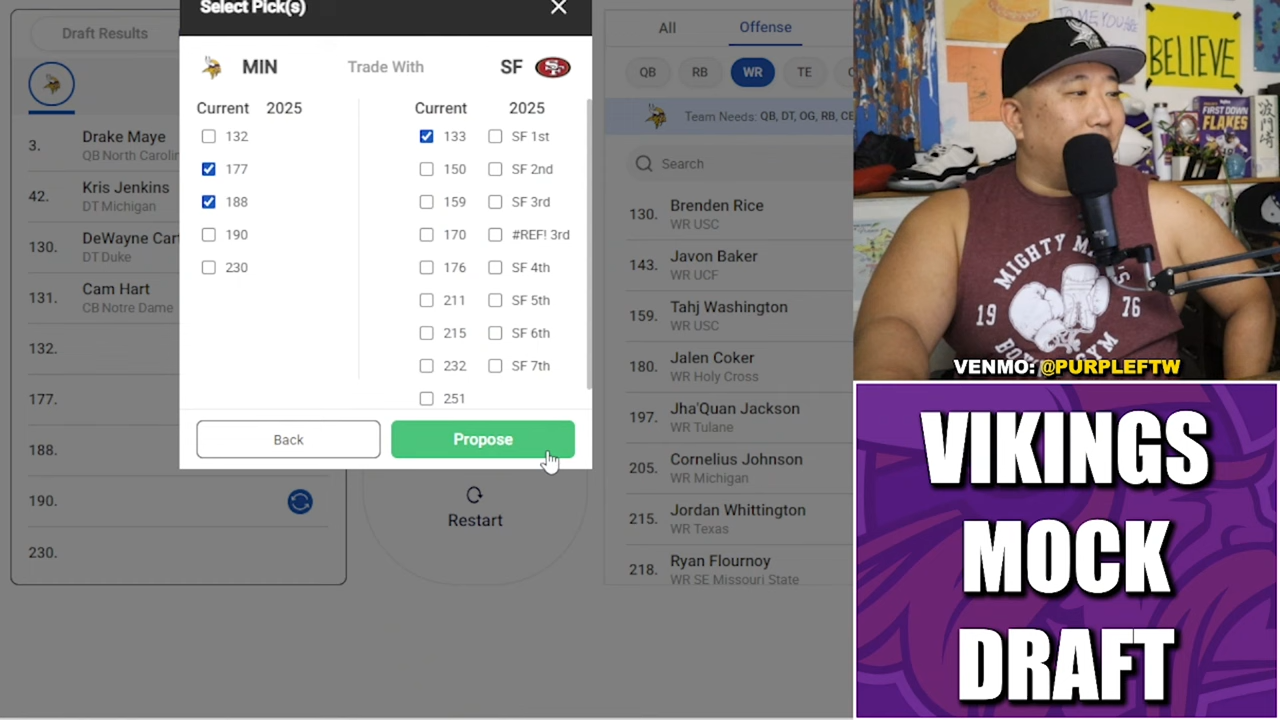 Draft Results
3.
Drake Maye
QB North Carolin
42.
Kris Jenkins
DT Michigan
130.
DeWayne Car
DT Duke
131.
Cam Hart
CB Notre Dame
132.
177.
188.
190.
230.
Select Pick(s)
MIN
Trade With
SF
Current 2025
Current 2025
132
177
188
190
230
133 SF 1st
150 SF 2nd
159 SF 3rd
170 #REF! 3rd
176 SF 4th
211 SF 5th
215 SF 6th
232 SF 7th
251
Back
Propose
Restart
All
Offense
QB
RB
WR
TE
Team Needs: QB, DT, OG, RB, CE
Search
130.
Brenden Rice
WR USC
143.
Javon Baker
WR UCF
159.
Tahj Washington
WR USC
180.
Jalen Coker
WR Holy Cross
197.
Jha'Quan Jackson
WR Tulane
205.
Cornelius Johnson
WR Michigan
215.
Jordan Whittington
WR Texas
218.
Ryan Flournoy
WR SE Missouri State
BELIEVE
FIRST DOWN
FLAKES
MIGHTY M
'S
19 76
BO
GYM
VENMO: @PURPLEFTW
VIKINGS
MOCK
DRAFT